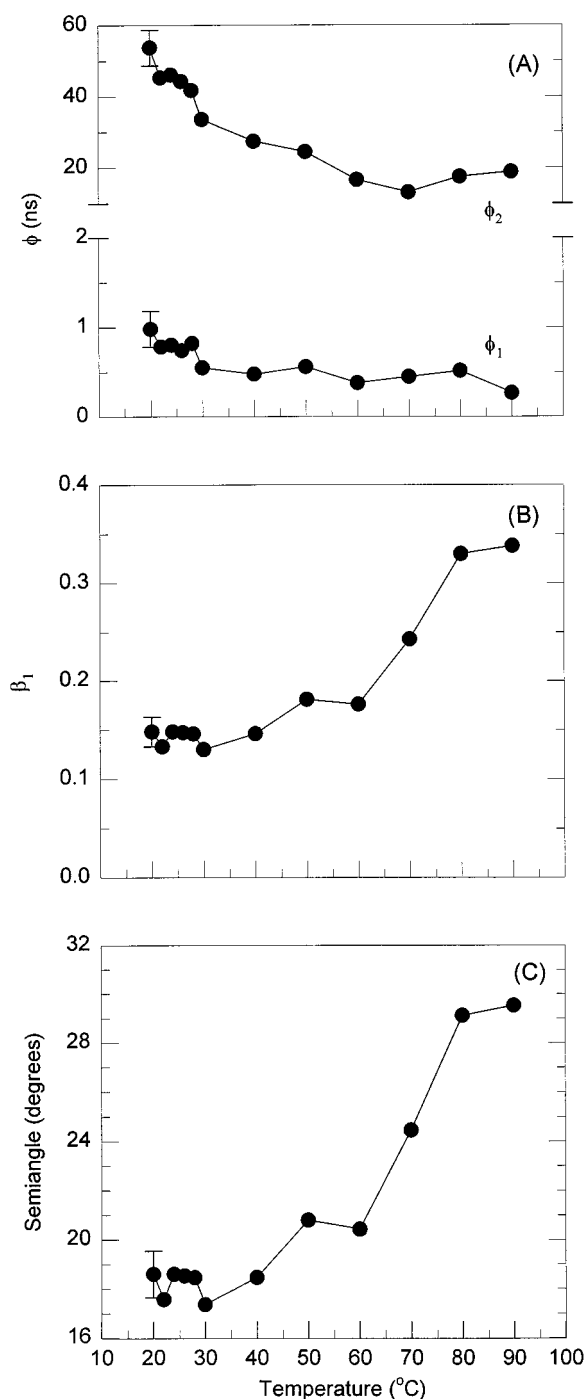 (A)
60
40
20
ϕ (ns)
ϕ₂
2
1
0
ϕ₁
(B)
0.4
0.3
0.2
0.1
0.0
β₁
(C)
32
28
24
20
16
Semiangle (degrees)
10 20 30 40 50 60 70 80 90 100
Temperature (°C)